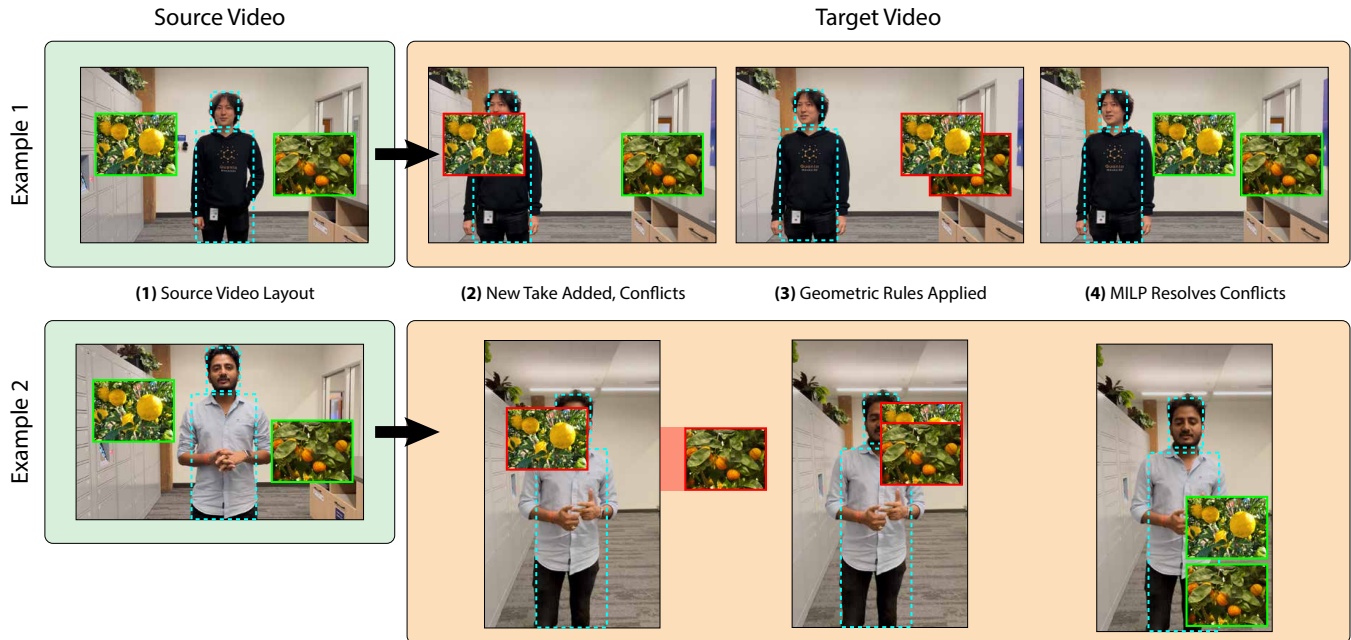 Source Video
Target Video
Example 1
(1) Source Video Layout
(2) New Take Added, Conflicts
(3) Geometric Rules Applied
(4) MILP Resolves Conflicts
Example 2